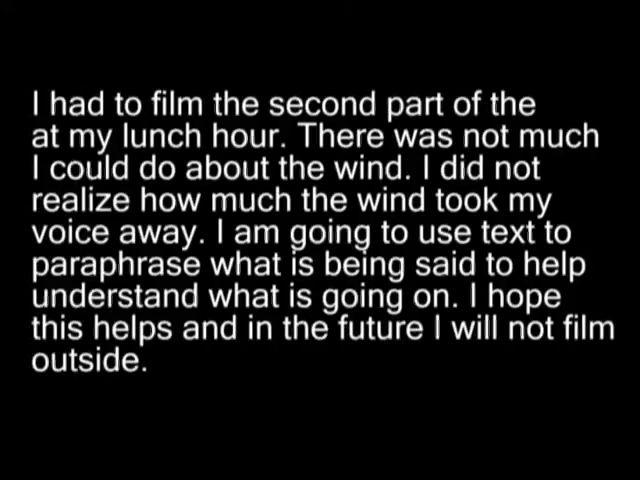 I had to film the second part of the
at my lunch hour. There was not much
I could do about the wind. I did not
realize how much the wind took my
voice away. I am going to use text to
paraphrase what is being said to help
understand what is going on. I hope
this helps and in the future I will not film
outside.